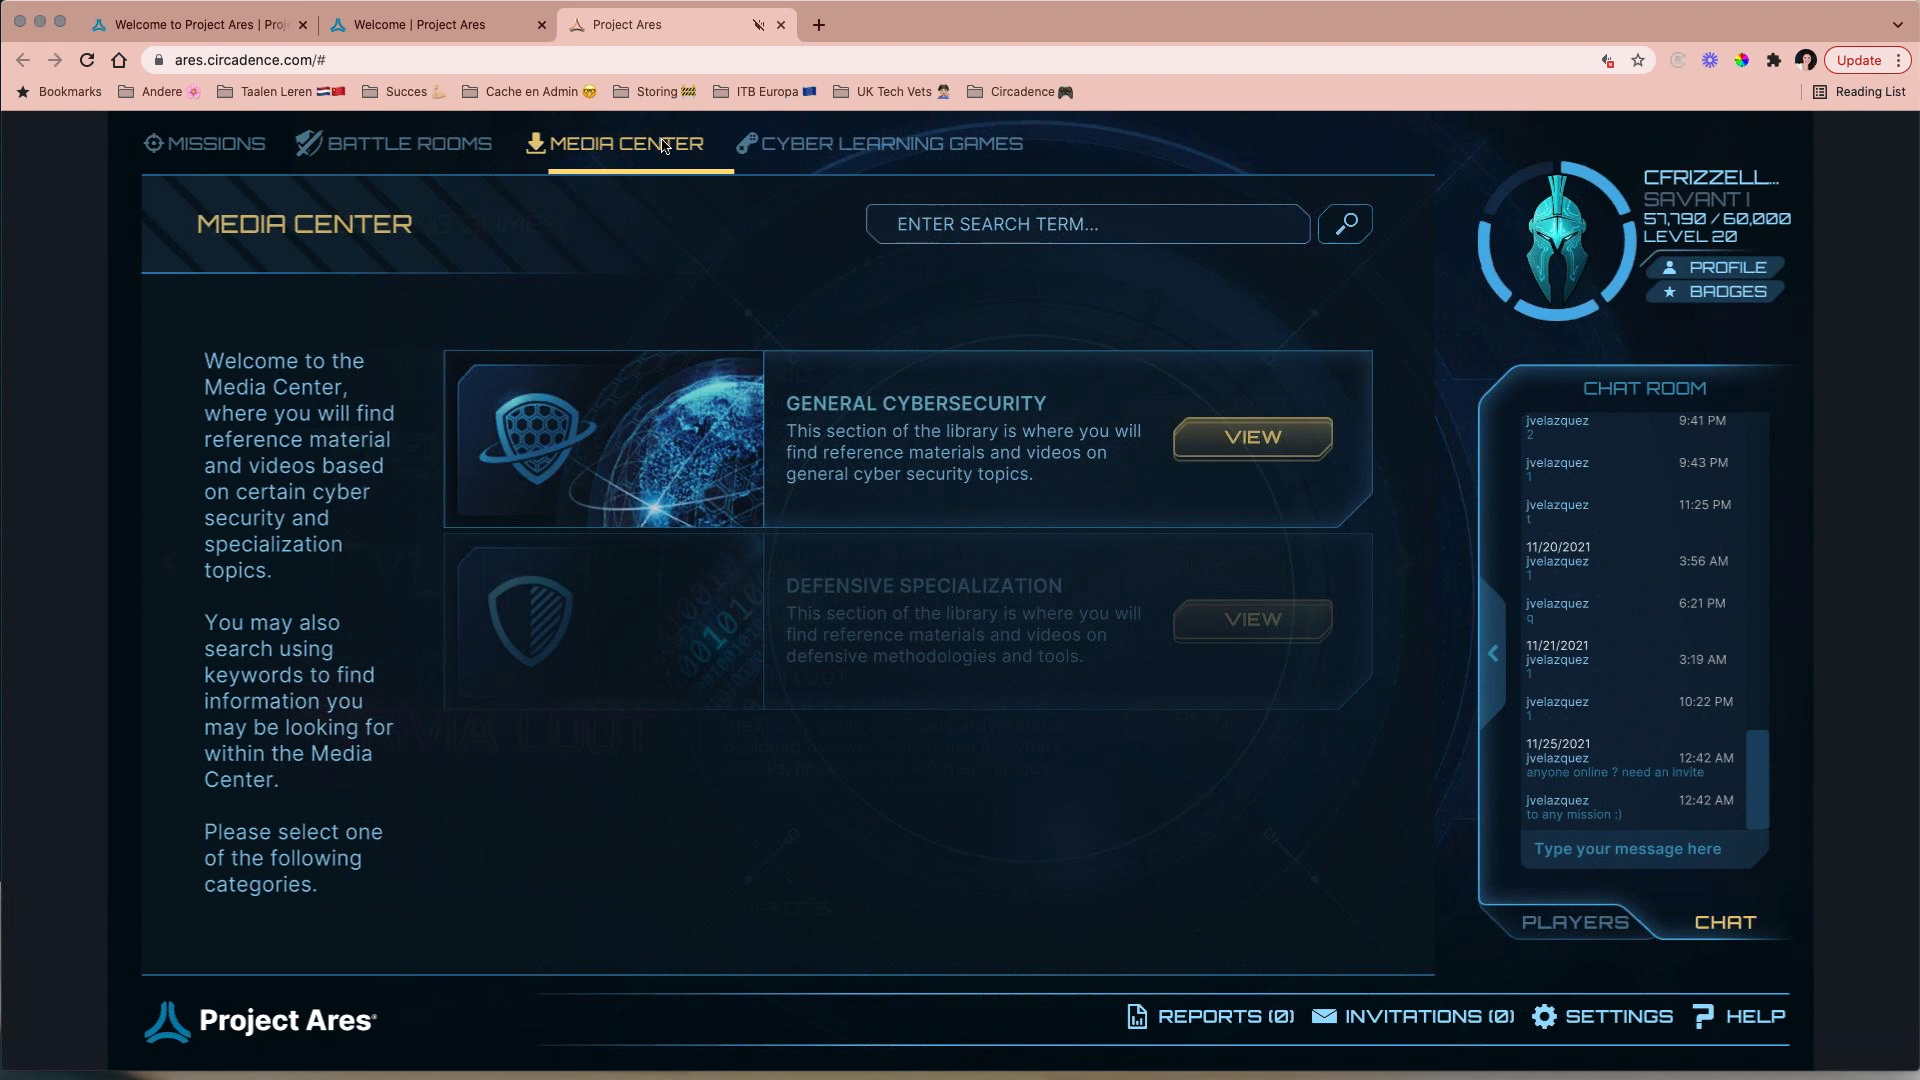 Welcome to Project Ares | Proj
Welcome | Project Ares
Project Ares
ares.circadence.com/#
Update
Bookmarks
Andere
Taalen Leren
Succes
Cache en Admin
Storing
ITB Europa
UK Tech Vets
Circadence
Reading List
MISSIONS
BATTLE ROOMS
MEDIA CENTER
CYBER LEARNING GAMES
MEDIA CENTER
ENTER SEARCH TERM...
CFRIZZELL...
SAVANT I
57,790 / 60,000
LEVEL 20
PROFILE
BADGES
Welcome to the
Media Center,
where you will find
reference material
and videos based
on certain cyber
security and
specialization
topics.
You may also
search using
keywords to find
information you
may be looking for
within the Media
Center.
Please select one
of the following
categories.
GENERAL CYBERSECURITY
This section of the library is where you will
find reference materials and videos on
general cyber security topics.
VIEW
DEFENSIVE SPECIALIZATION
This section of the library is where you will
find reference materials and videos on
defensive methodologies and tools.
VIEW
CHAT ROOM
jvelazquez 9:41 PM
2
jvelazquez 9:43 PM
1
jvelazquez 11:25 PM
t
11/20/2021
jvelazquez 3:56 AM
1
jvelazquez 6:21 PM
q
11/21/2021
jvelazquez 3:19 AM
1
jvelazquez 10:22 PM
1
11/25/2021
jvelazquez 12:42 AM
anyone online ? need an invite
jvelazquez 12:42 AM
to any mission :)
Type your message here
PLAYERS
CHAT
Project Ares
REPORTS (0)
INVITATIONS (0)
SETTINGS
HELP